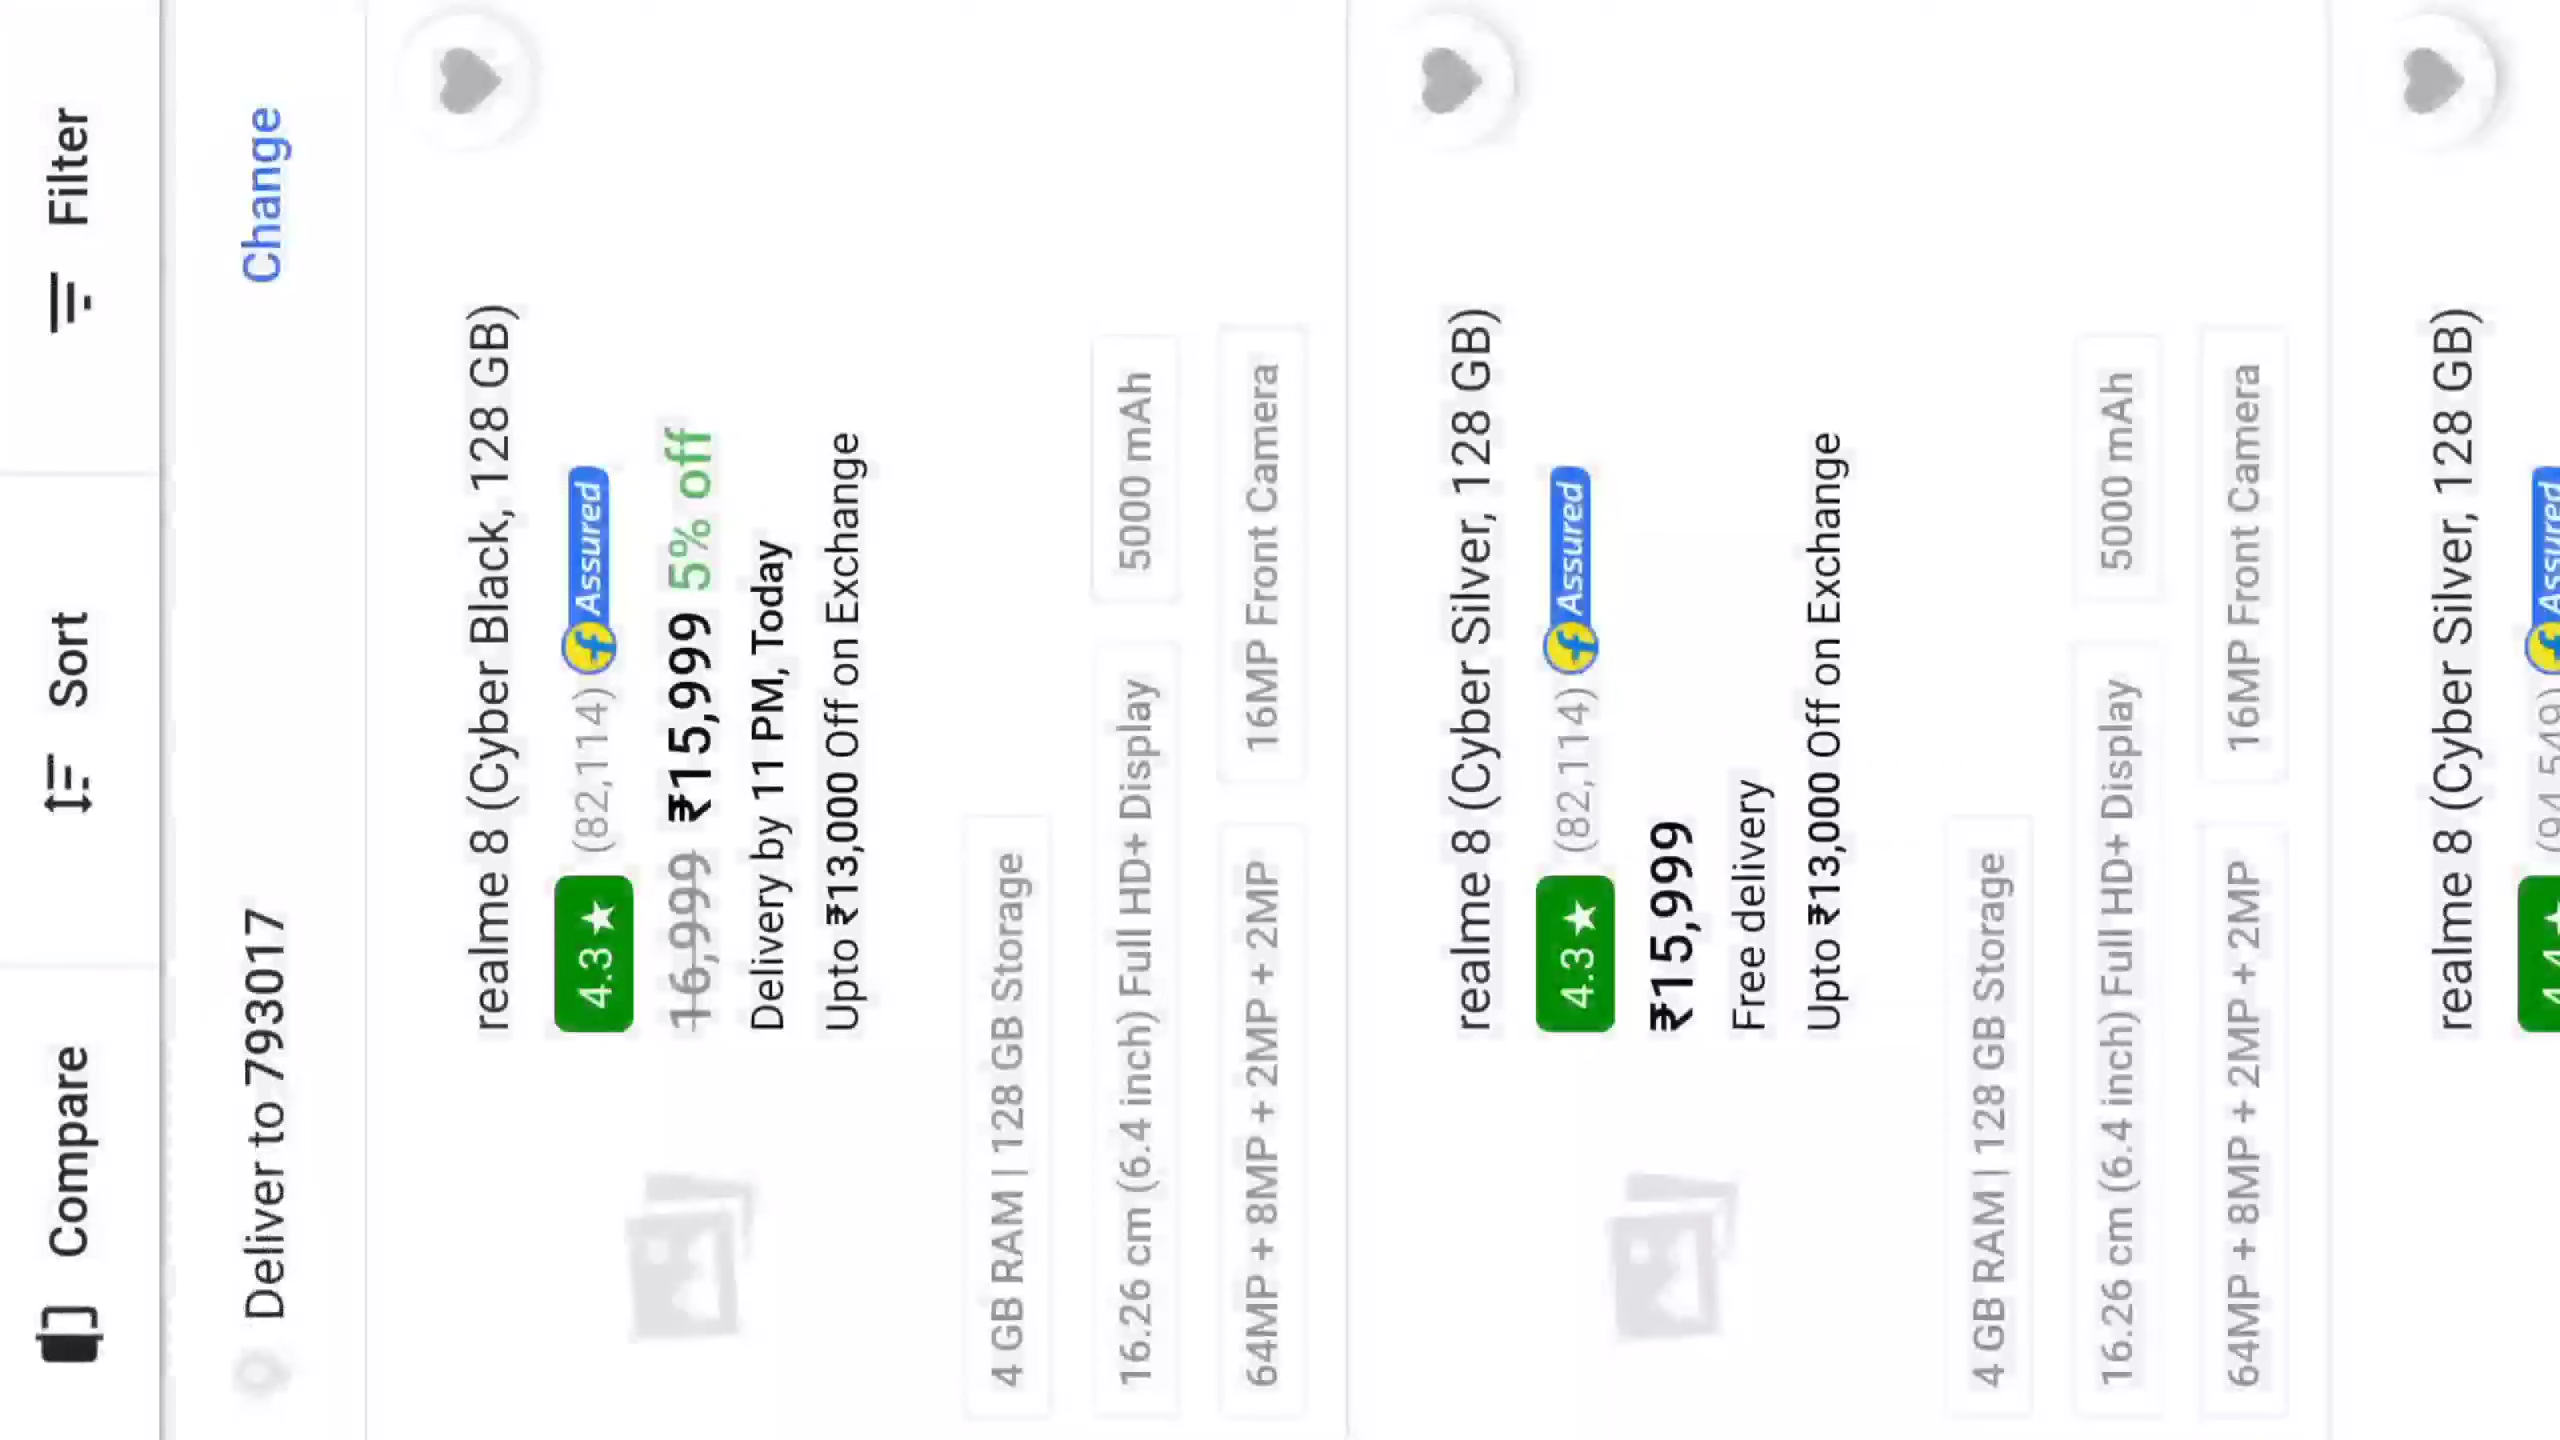 Compare Sort Filter
Deliver to 793017 Change
realme 8 (Cyber Black, 128 GB)
4.3★ (82,114) f Assured
₹16,999 ₹15,999 5% off
Delivery by 11 PM, Today
Upto ₹13,000 Off on Exchange
4 GB RAM | 128 GB Storage
16.26 cm (6.4 inch) Full HD+ Display 5000 mAh
64MP + 8MP + 2MP + 2MP 16MP Front Camera
realme 8 (Cyber Silver, 128 GB)
4.3★ (82,114) f Assured
₹15,999
Free delivery
Upto ₹13,000 Off on Exchange
4 GB RAM | 128 GB Storage
16.26 cm (6.4 inch) Full HD+ Display 5000 mAh
64MP + 8MP + 2MP + 2MP 16MP Front Camera
realme 8 (Cyber Silver, 128 GB)
4.4★ (94,549) f Assured